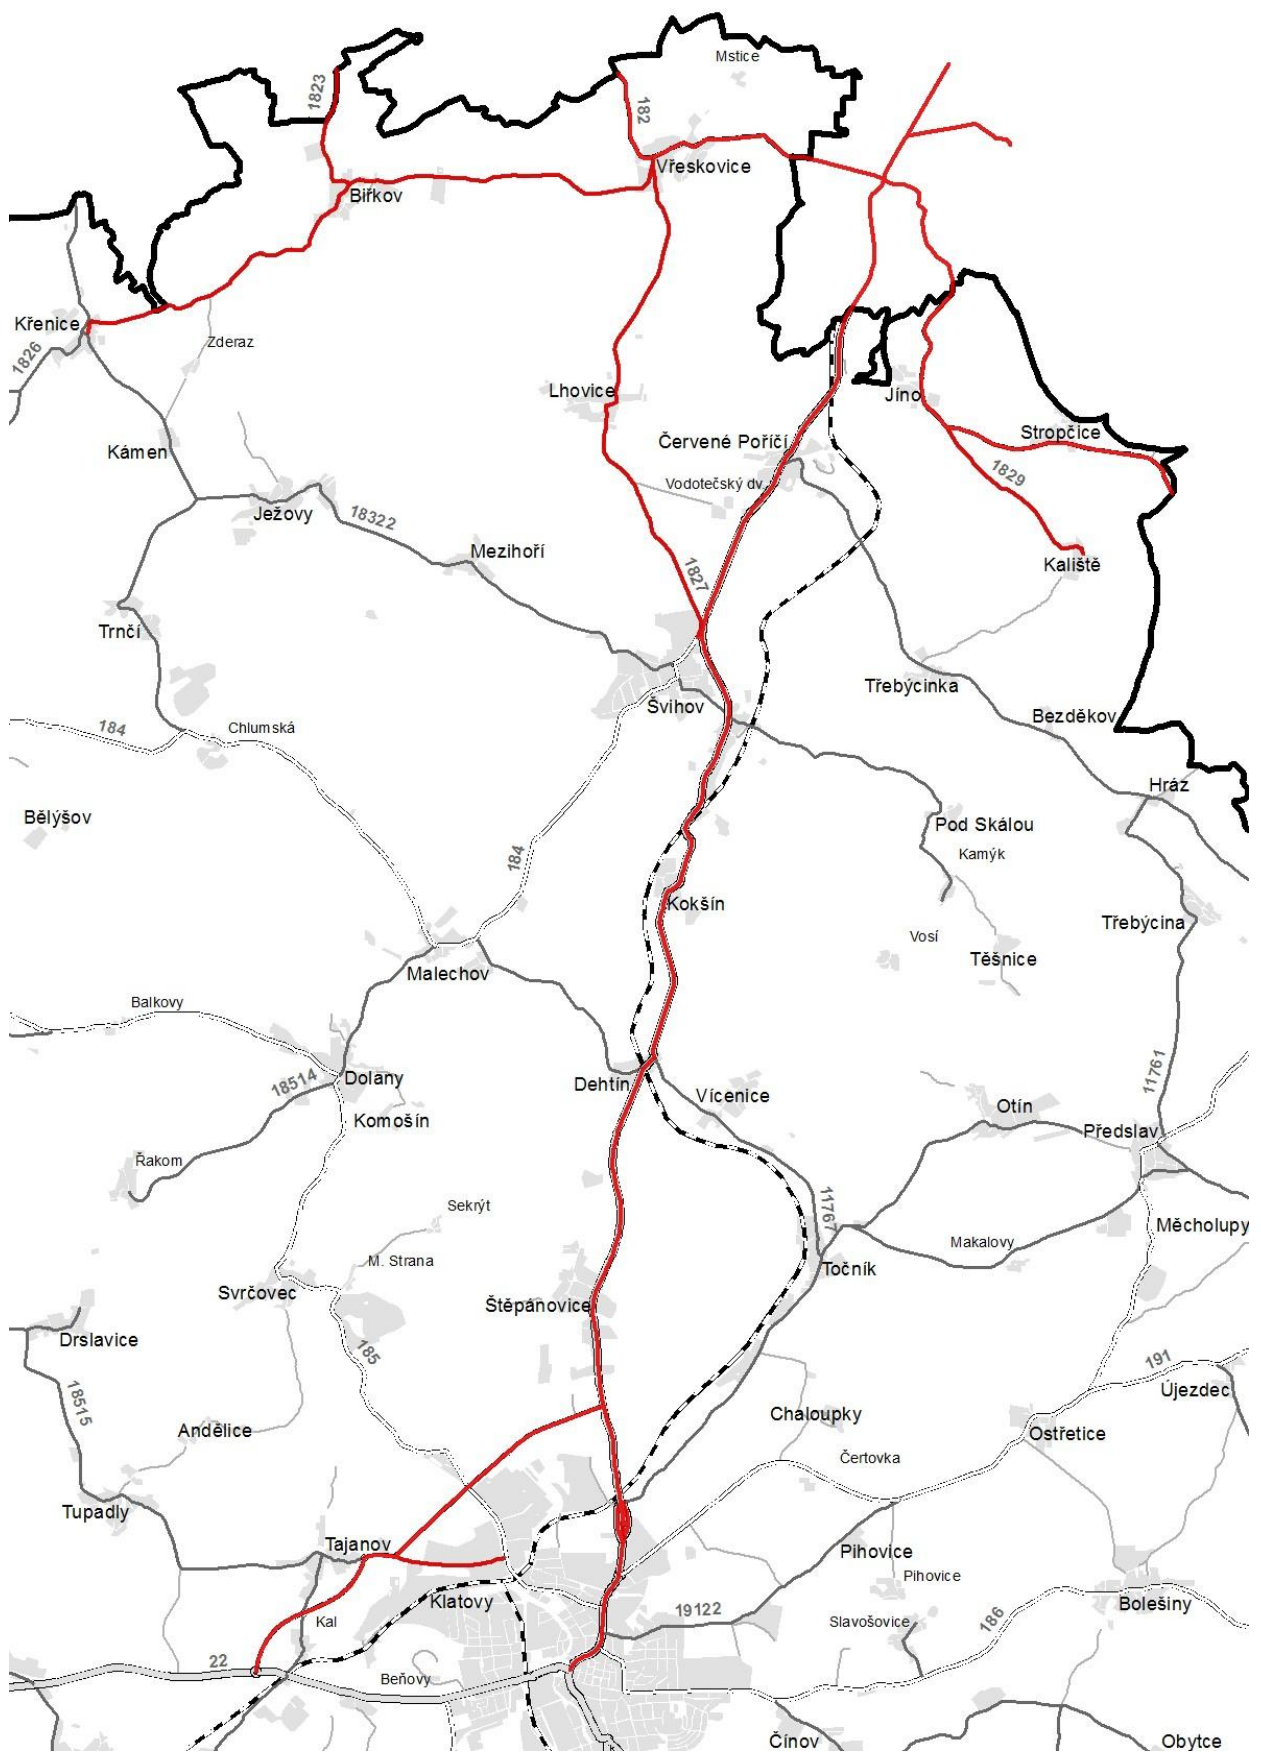 Mstice
1823
182
Vřeskovice
Biřkov
Křenice
1826
Zderaz
Lhovice
Jíno
Stropčice
Červené Poříčí
Kámen
1829
Vodotečský dv.
Ježovy
18322
Mezihoří
Kaliště
1827
Trnčí
Třebýcinka
Švihov
Bezděkov
184
Chlumská
Hráz
Bělýšov
Pod Skálou
Kamýk
184
Kokšín
Třebýcina
Vosí
Těšnice
Malechov
Balkovy
11761
18514
Dolany
Dehtín
Vícenice
Otín
Komošín
Předslav
Řakom
Sekrýt
11767
Měcholupy
Makalovy
M. Strana
Točník
Svrčovec
Štěpánovice
Drslavice
185
191
18515
Újezdec
Chaloupky
Andělice
Ostřetice
Čertovka
Tupadly
Tajanov
Pihovice
Pihovice
Klatovy
Bolešiny
19122
Kal
Slavošovice
186
22
Beňovy
Čínov
Obytce